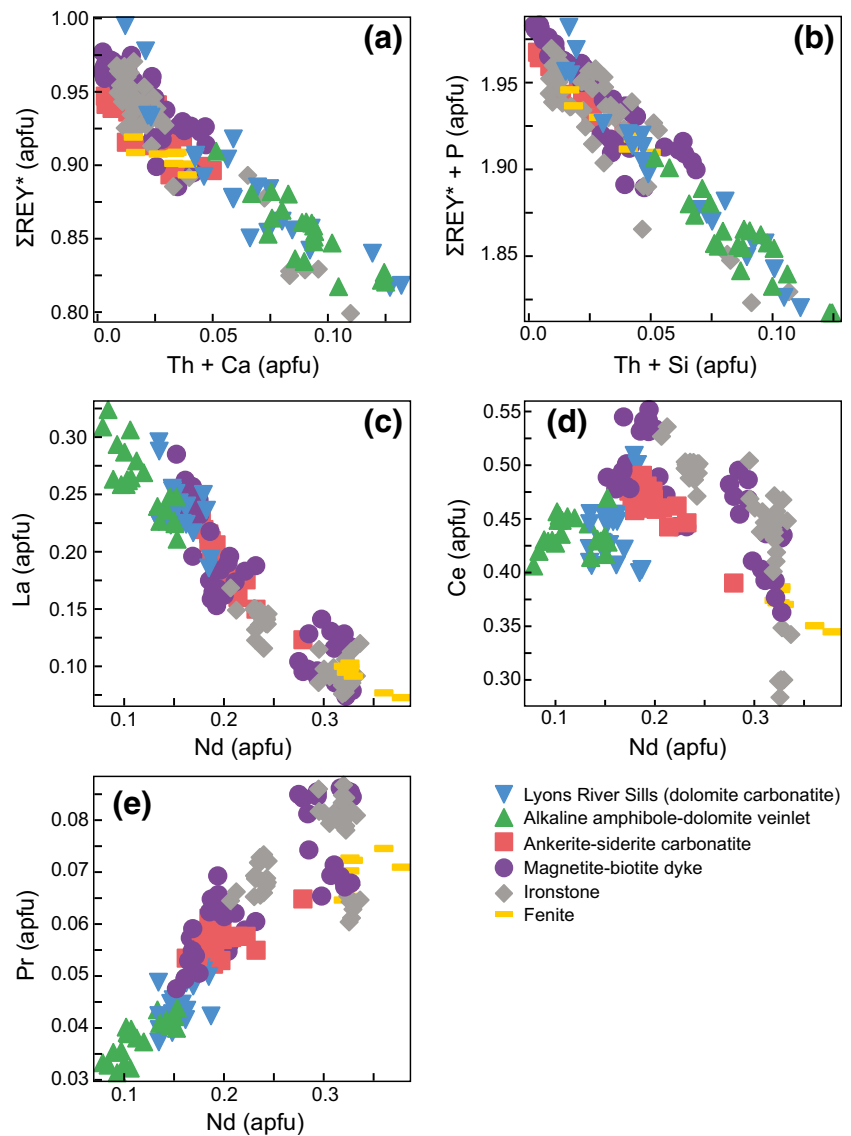 (a)
1.00
0.95
0.90
0.85
0.80
ΣREY* (apfu)
0.0 0.05 0.10
Th + Ca (apfu)
(b)
1.95
1.90
1.85
ΣREY* + P (apfu)
0.0 0.05 0.10
Th + Si (apfu)
(c)
0.30
0.25
0.20
0.15
0.10
La (apfu)
0.1 0.2 0.3
Nd (apfu)
(d)
0.55
0.50
0.45
0.40
0.35
0.30
Ce (apfu)
0.1 0.2 0.3
Nd (apfu)
(e)
0.08
0.07
0.06
0.05
0.04
0.03
Pr (apfu)
0.1 0.2 0.3
Nd (apfu)
Lyons River Sills (dolomite carbonatite)
Alkaline amphibole-dolomite veinlet
Ankerite-siderite carbonatite
Magnetite-biotite dyke
Ironstone
Fenite